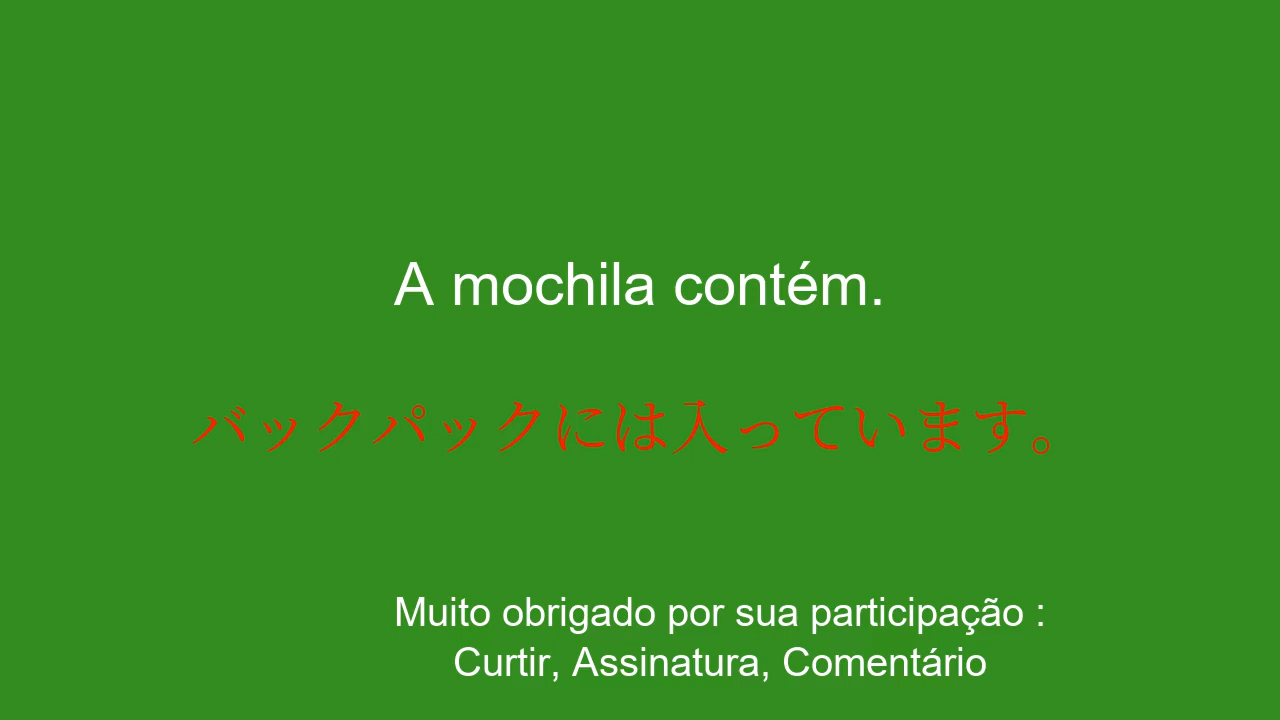 A mochila contém.
バックパックには入っています。
Muito obrigado por sua participação :
Curtir, Assinatura, Comentário